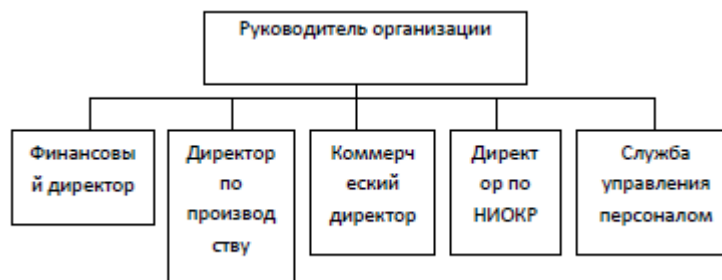 Руководитель организации
Финансовы
й директор
Директор
по
производ
ству
Коммерч
еский
директор
Директ
ор по
НИОКР
Служба
управления
персоналом